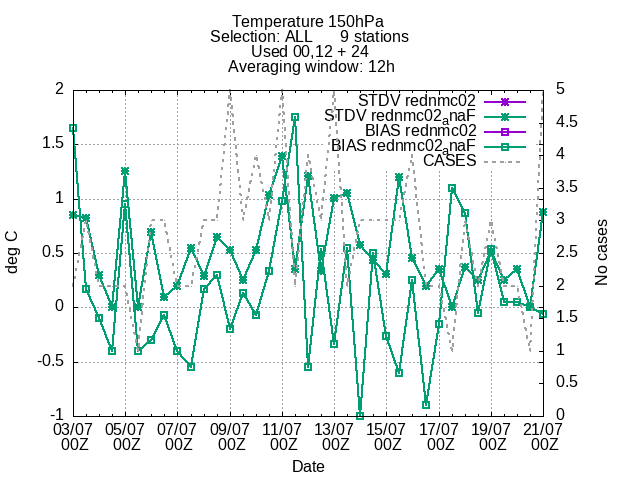 Temperature 150hPa
Selection: ALL 9 stations
Used 00,12 + 24
Averaging window: 12h
STDV rednmc02
STDV rednmc02anaF
BIAS rednmc02
BIAS rednmc02anaF
CASES
deg C
2
1.5
1
0.5
0
-0.5
-1
No cases
5
4.5
4
3.5
3
2.5
2
1.5
1
0.5
0
03/07 05/07 07/07 09/07 11/07 13/07 15/07 17/07 19/07 21/07
00Z 00Z 00Z 00Z 00Z 00Z 00Z 00Z 00Z 00Z
Date